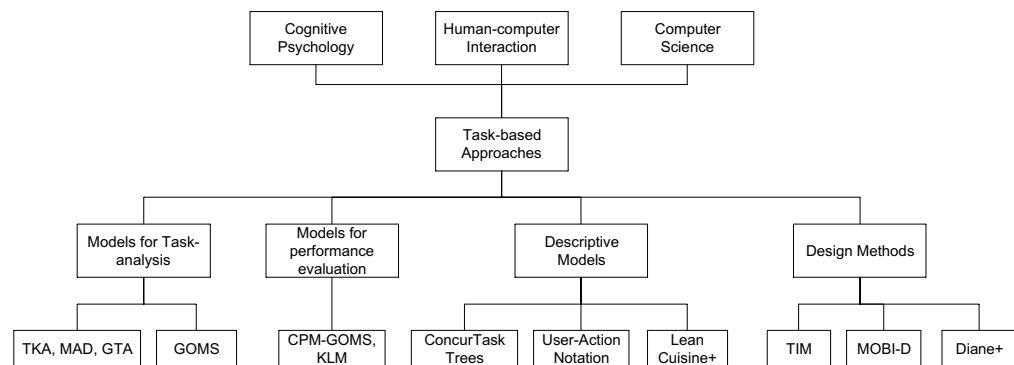 Cognitive
Psychology
Human-computer
Interaction
Computer
Science
Task-based
Approaches
Models for Task-
analysis
Models for
performance
evaluation
Descriptive
Models
Design Methods
TKA, MAD, GTA
GOMS
CPM-GOMS,
KLM
ConcurTask
Trees
User-Action
Notation
Lean
Cuisine+
TIM
MOBI-D
Diane+